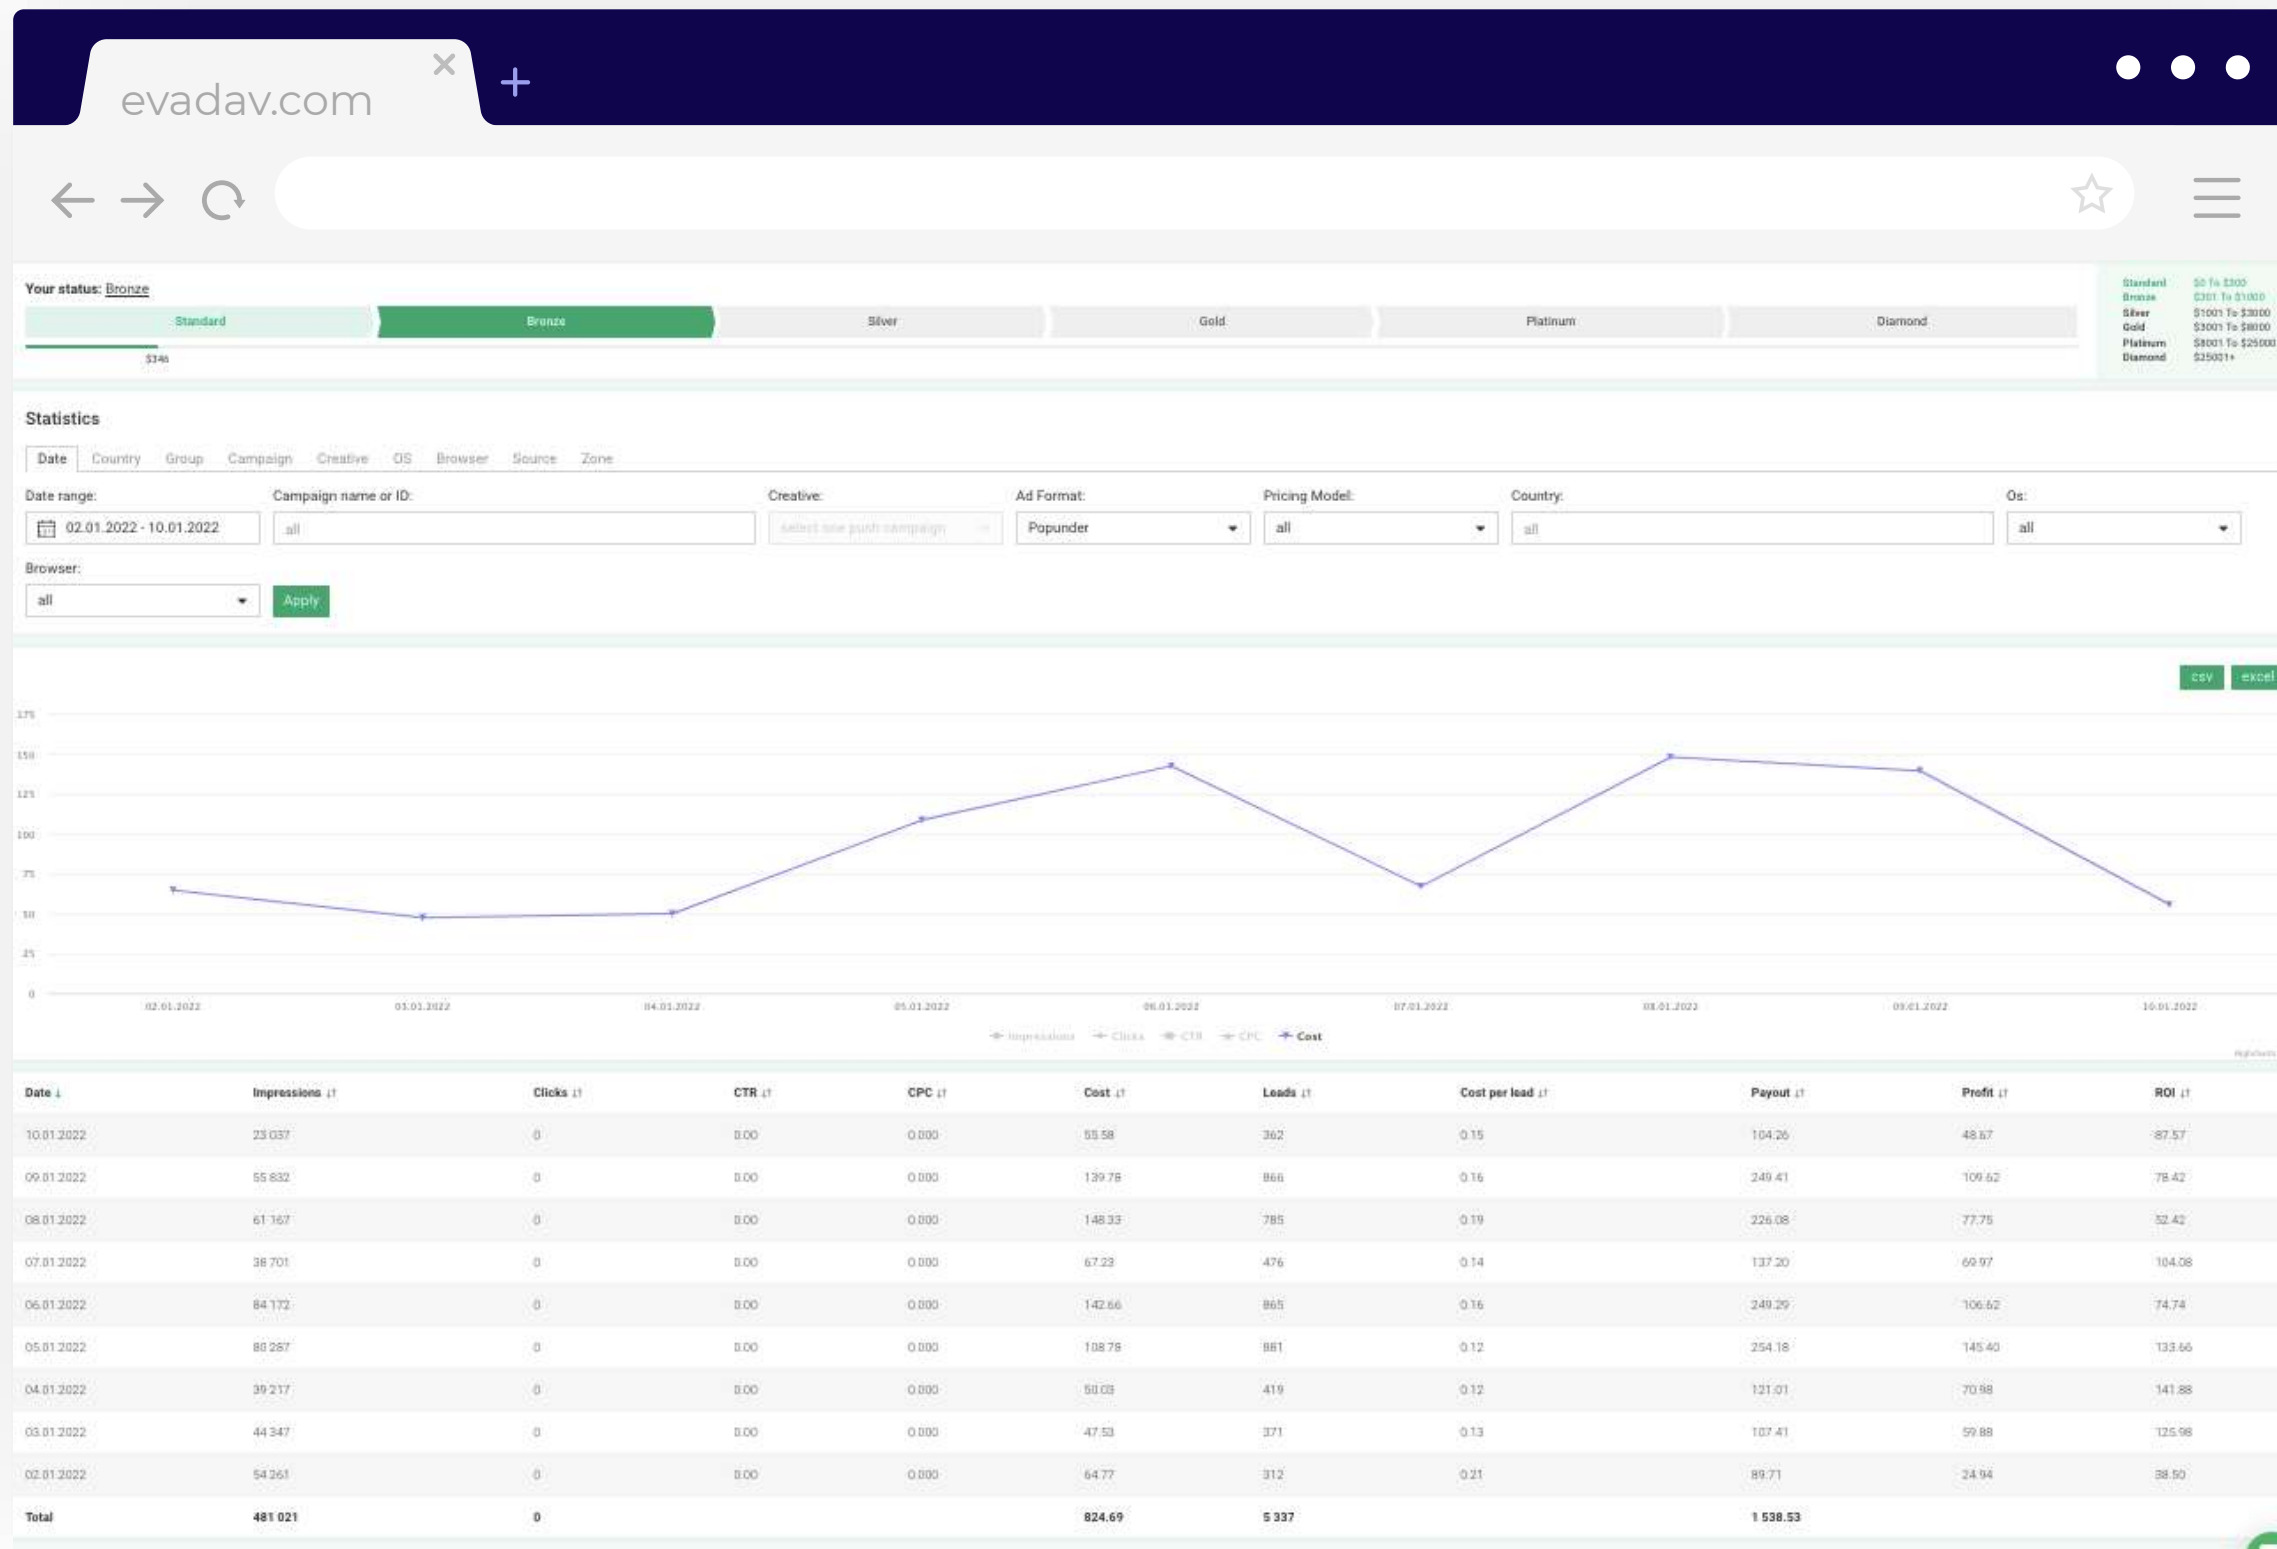 evadav.com
Your status: Bronze
Standard Bronze Silver Gold Platinum Diamond
$346
Standard $0 To $300
Bronze $301 To $1000
Silver $1001 To $3000
Gold $3001 To $8000
Platinum $8001 To $25000
Diamond $25001+
Statistics
Date Country Group Campaign Creative OS Browser Source Zone
Date range: Campaign name or ID: Creative: Ad Format: Pricing Model: Country: Os:
02.01.2022 - 10.01.2022 all select one push campaign Popunder all all all
Browser:
all Apply
csv excel
175
150
125
100
75
50
25
0
02.01.2022 03.01.2022 04.01.2022 05.01.2022 06.01.2022 07.01.2022 08.01.2022 09.01.2022 10.01.2022
Impressions Clicks CTR CPC Cost
Date ↓ Impressions ↓↑ Clicks ↓↑ CTR ↓↑ CPC ↓↑ Cost ↓↑ Leads ↓↑ Cost per lead ↓↑ Payout ↓↑ Profit ↓↑ ROI ↓↑
10.01.2022 23 037 0 0.00 0.000 55.58 362 0.15 104.26 48.67 87.57
09.01.2022 55 832 0 0.00 0.000 139.78 866 0.16 249.41 109.62 78.42
08.01.2022 61 167 0 0.00 0.000 148.33 785 0.19 226.08 77.75 52.42
07.01.2022 38 701 0 0.00 0.000 67.23 476 0.14 137.20 69.97 104.08
06.01.2022 84 172 0 0.00 0.000 142.66 865 0.16 249.29 106.62 74.74
05.01.2022 80 287 0 0.00 0.000 108.78 881 0.12 254.18 145.40 133.66
04.01.2022 39 217 0 0.00 0.000 50.03 419 0.12 121.01 70.98 141.88
03.01.2022 44 347 0 0.00 0.000 47.53 371 0.13 107.41 59.88 125.98
02.01.2022 54 261 0 0.00 0.000 64.77 312 0.21 89.71 24.94 38.50
Total 481 021 0 824.69 5 337 1 538.53